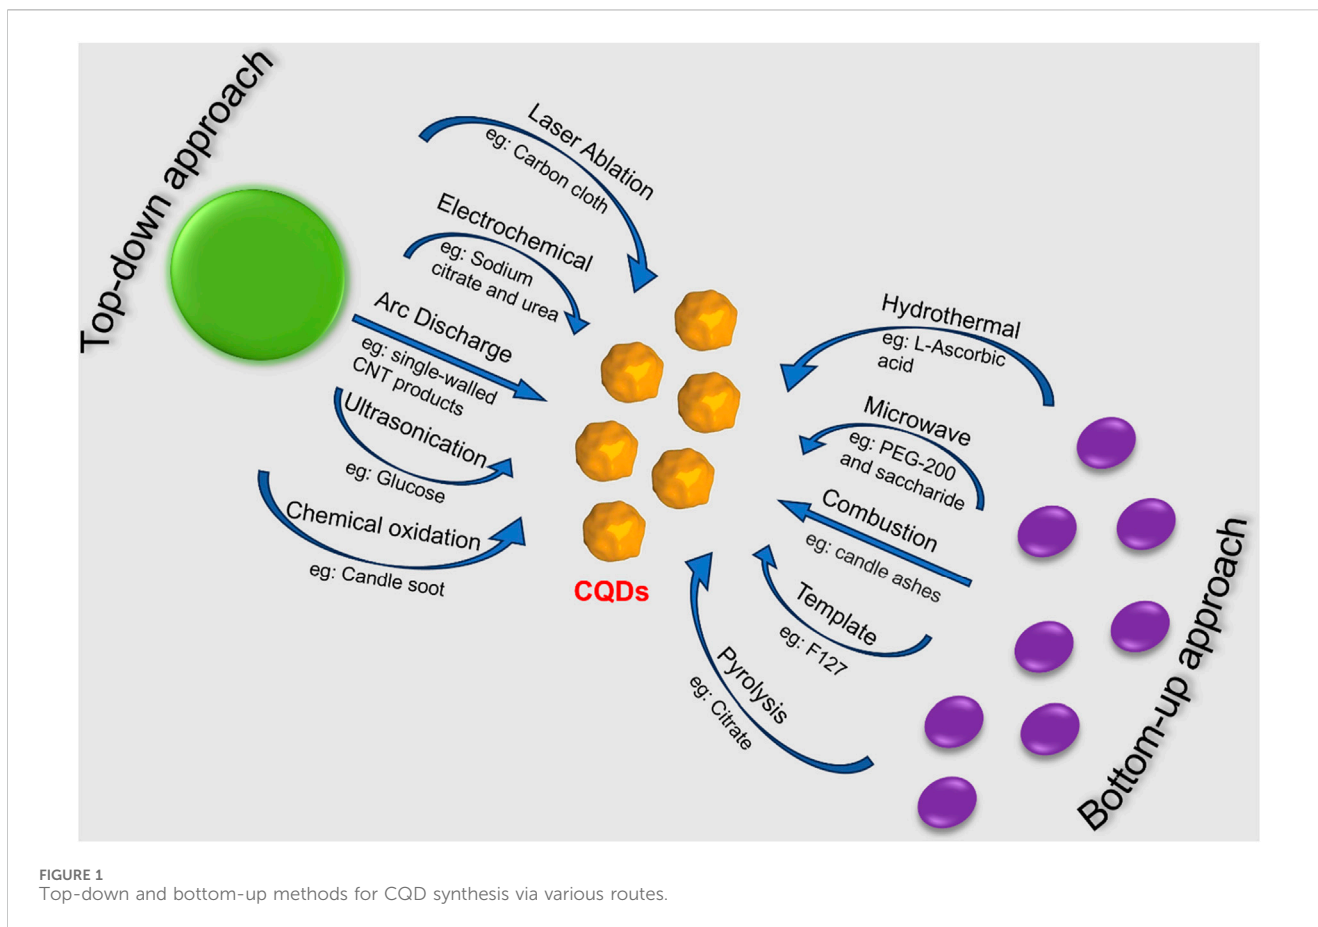 Top-down approach
Laser Ablation
eg: Carbon cloth
Electrochemical
eg: Sodium
citrate and urea
Arc Discharge
eg: single-walled
CNT products
Ultrasonication
eg: Glucose
Chemical oxidation
eg: Candle soot
CQDs
Hydrothermal
eg: L-Ascorbic
acid
Microwave
eg: PEG-200
and saccharide
Combustion
eg: candle ashes
Template
eg: F127
Pyrolysis
eg: Citrate
Bottom-up approach
FIGURE 1
Top-down and bottom-up methods for CQD synthesis via various routes.